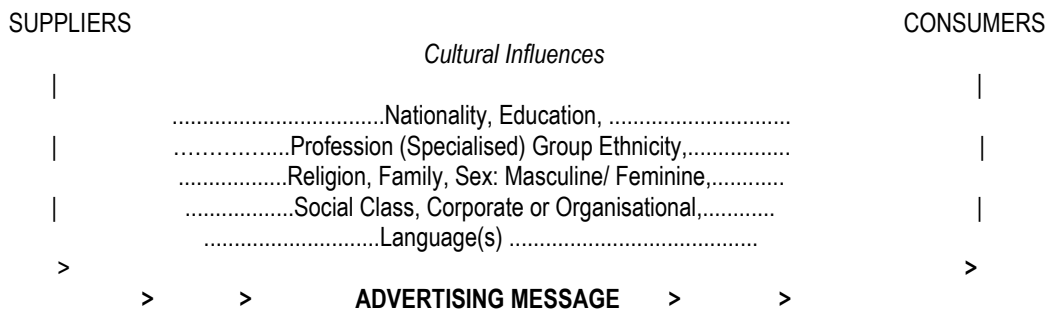 SUPPLIERS CONSUMERS
Cultural Influences
| |
..................................Nationality, Education, ..............................
| ……………..Profession (Specialised) Group Ethnicity,................. |
..................Religion, Family, Sex: Masculine/ Feminine,............
| ...................Social Class, Corporate or Organisational,............ |
.............................Language(s) .........................................
> >
> > ADVERTISING MESSAGE > >